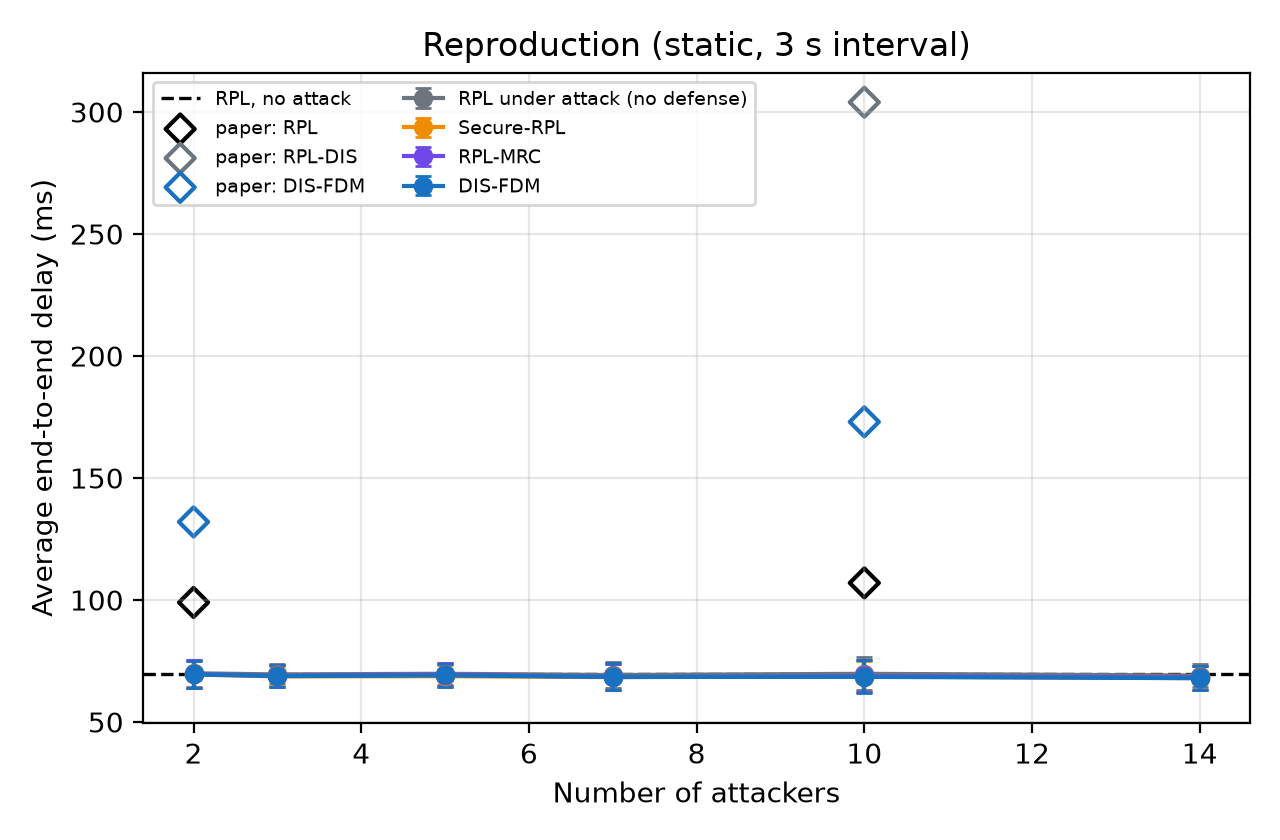 Reproduction (static, 3 s interval)
RPL, no attack
paper: RPL
paper: RPL-DIS
paper: DIS-FDM
RPL under attack (no defense)
Secure-RPL
RPL-MRC
DIS-FDM
Average end-to-end delay (ms)
300
250
200
150
100
50
2
4
6
8
10
12
14
Number of attackers